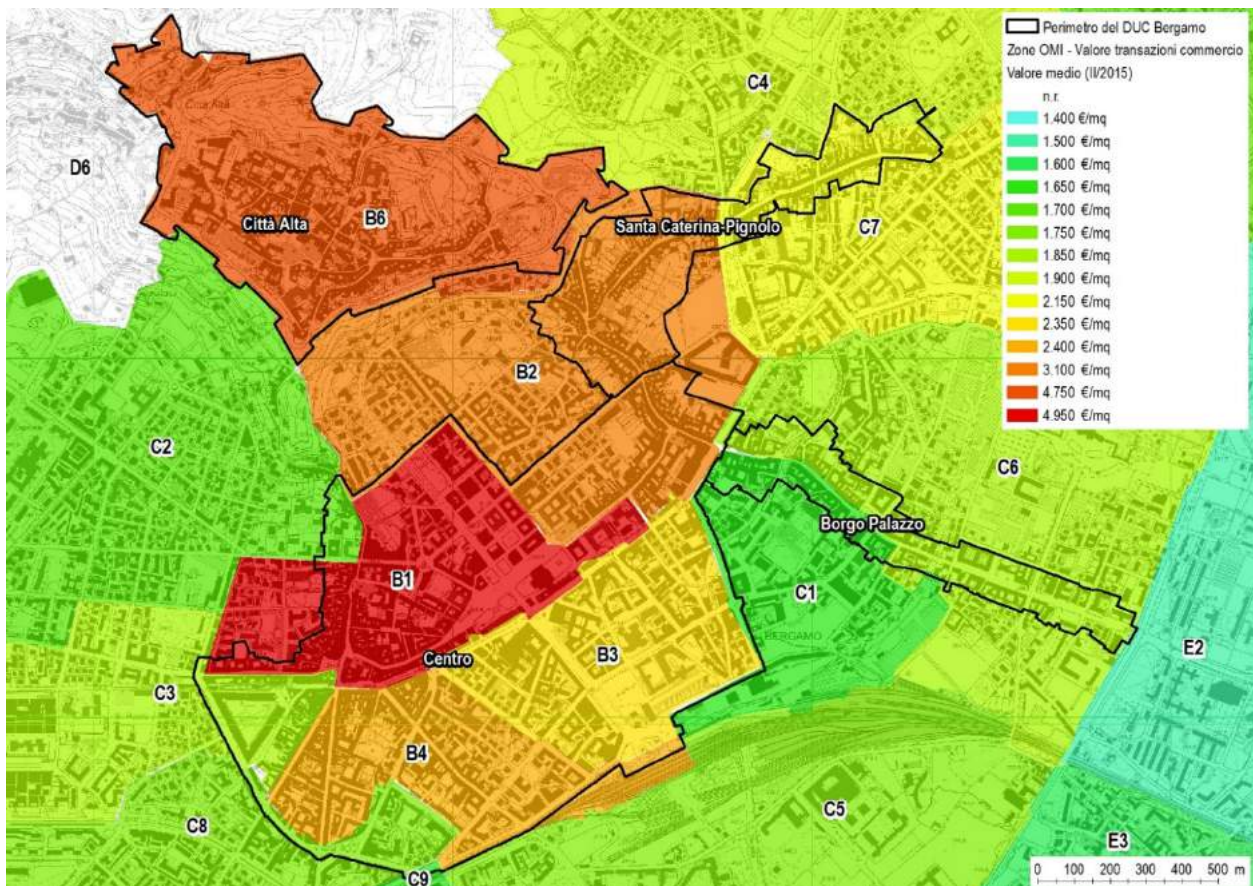 Perimetro del DUC Bergamo
Zone OMI - Valore transazioni commercio
Valore medio (II/2015)
n.r.
1.400 €/mq
1.500 €/mq
1.600 €/mq
1.650 €/mq
1.700 €/mq
1.750 €/mq
1.850 €/mq
1.900 €/mq
2.150 €/mq
2.350 €/mq
2.400 €/mq
3.100 €/mq
4.750 €/mq
4.950 €/mq
C4
D6
Città Alta
B6
Santa Caterina-Pignolo
C7
B2
C2
C6
Borgo Palazzo
B1
C1
BERGAMO
Centro
B3
E2
C3
B4
C8
C5
E3
C9
0 100 200 300 400 500 m